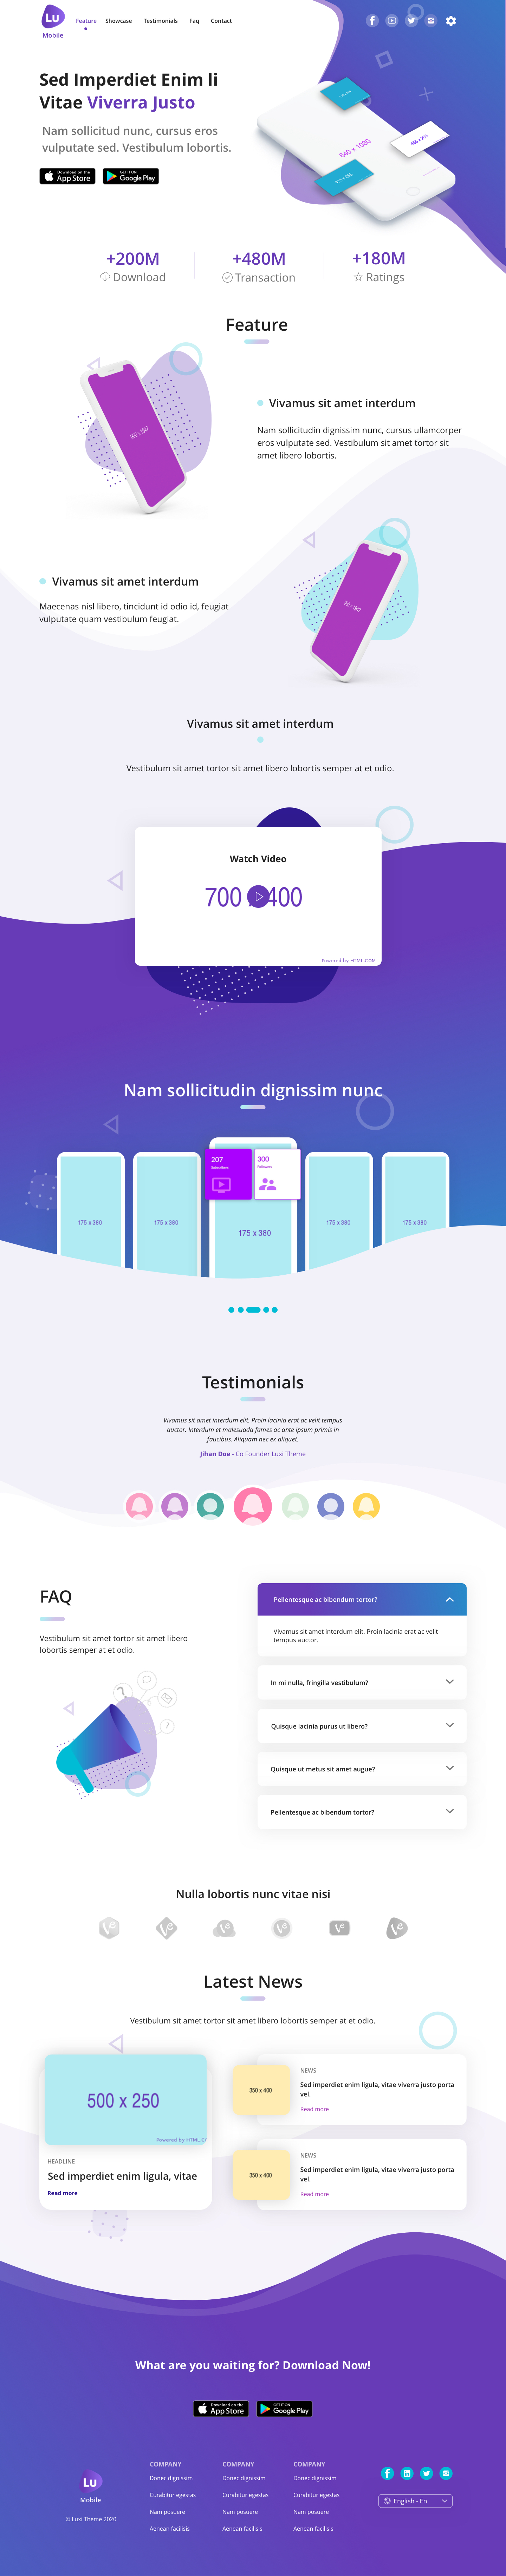 Lu
Mobile
Feature
Showcase
Testimonials
Faq
Contact
Sed Imperdiet Enim li
Vitae Viverra Justo
Nam sollicitud nunc, cursus eros
vulputate sed. Vestibulum lobortis.
Download on the
App Store
GET IT ON
Google Play
540 x 1080
400 x 200
400 x 200
+200M
Download
+480M
Transaction
+180M
Ratings
Feature
900 x 1947
Vivamus sit amet interdum
Nam sollicitudin dignissim nunc, cursus ullamcorper
eros vulputate sed. Vestibulum sit amet tortor sit
amet libero lobortis.
Vivamus sit amet interdum
Maecenas nisl libero, tincidunt id odio id, feugiat
vulputate quam vestibulum feugiat.
900 x 1947
Vivamus sit amet interdum
Vestibulum sit amet tortor sit amet libero lobortis semper at et odio.
Watch Video
700 400
Powered by HTML.COM
Nam sollicitudin dignissim nunc
207
Subscribers
300
Followers
175 x 380
175 x 380
175 x 380
175 x 380
175 x 380
Testimonials
Vivamus sit amet interdum elit. Proin lacinia erat ac velit tempus
auctor. Interdum et malesuada fames ac ante ipsum primis in
faucibus. Aliquam nec ex aliquet.
Jihan Doe - Co Founder Luxi Theme
FAQ
Vestibulum sit amet tortor sit amet libero
lobortis semper at et odio.
?
?
Pellentesque ac bibendum tortor?
Vivamus sit amet interdum elit. Proin lacinia erat ac velit
tempus auctor.
In mi nulla, fringilla vestibulum?
Quisque lacinia purus ut libero?
Quisque ut metus sit amet augue?
Pellentesque ac bibendum tortor?
Nulla lobortis nunc vitae nisi
Latest News
Vestibulum sit amet tortor sit amet libero lobortis semper at et odio.
500 x 250
Powered by HTML.C
HEADLINE
Sed imperdiet enim ligula, vitae
Read more
350 x 400
NEWS
Sed imperdiet enim ligula, vitae viverra justo porta
vel.
Read more
350 x 400
NEWS
Sed imperdiet enim ligula, vitae viverra justo porta
vel.
Read more
What are you waiting for? Download Now!
Download on the
App Store
GET IT ON
Google Play
Lu
Mobile
© Luxi Theme 2020
COMPANY
Donec dignissim
Curabitur egestas
Nam posuere
Aenean facilisis
COMPANY
Donec dignissim
Curabitur egestas
Nam posuere
Aenean facilisis
COMPANY
Donec dignissim
Curabitur egestas
Nam posuere
Aenean facilisis
English - En